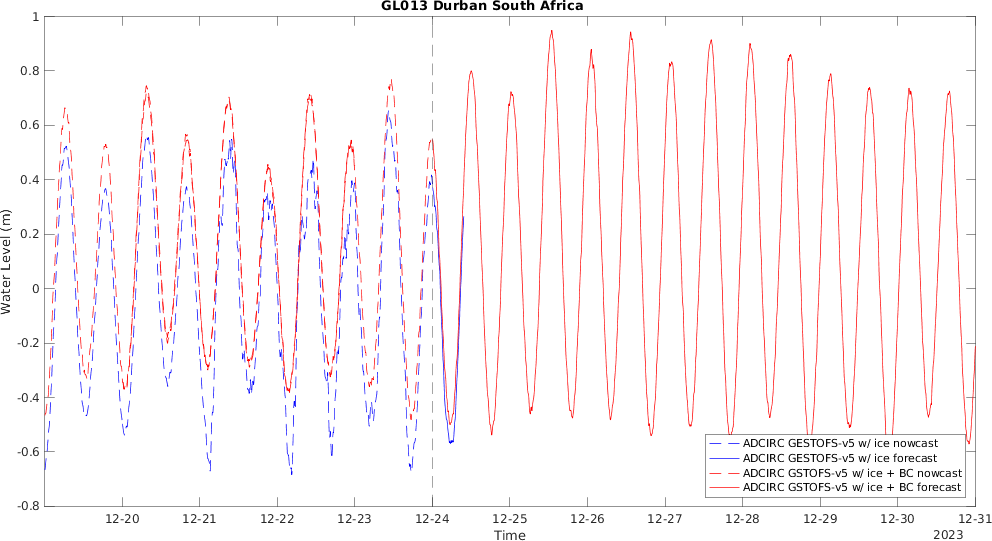 GL013 Durban South Africa
Water Level (m)
1
0.8
0.6
0.4
0.2
0
-0.2
-0.4
-0.6
-0.8
ADCIRC GESTOFS-v5 w/ ice nowcast
ADCIRC GESTOFS-v5 w/ ice forecast
ADCIRC GSTOFS-v5 w/ ice + BC nowcast
ADCIRC GSTOFS-v5 w/ ice + BC forecast
12-20 12-21 12-22 12-23 12-24 12-25 12-26 12-27 12-28 12-29 12-30 12-31
Time
2023